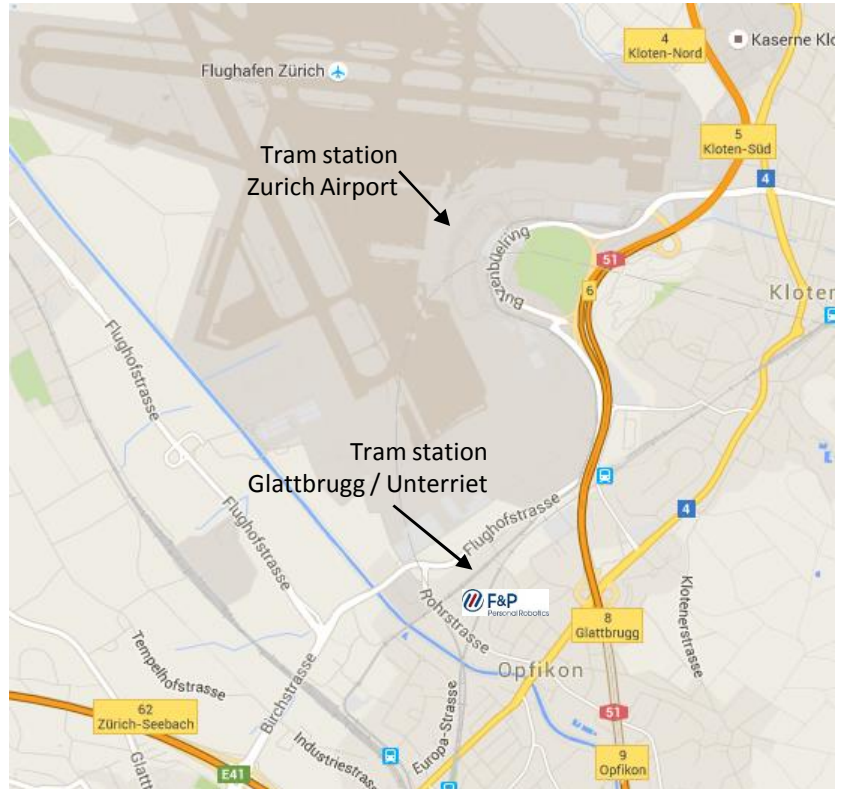 4
Kloten-Nord
Kaserne Klo
Flughafen Zürich
5
Kloten-Süd
Tram station
Zurich Airport
4
Butzenbüelring
51
6
Kloten
Flughofstrasse
Tram station
Glattbrugg / Unterriet
Flughofstrasse
Flughofstrasse
4
Klotenerstrasse
Rohrstrasse
F&P
Personal Robotics
8
Glattbrugg
Tempelhofstrasse
Birchstrasse
Opfikon
62
Zürich-Seebach
Europa-Strasse
51
Industriestrasse
9
Opfikon
Glatt
E41